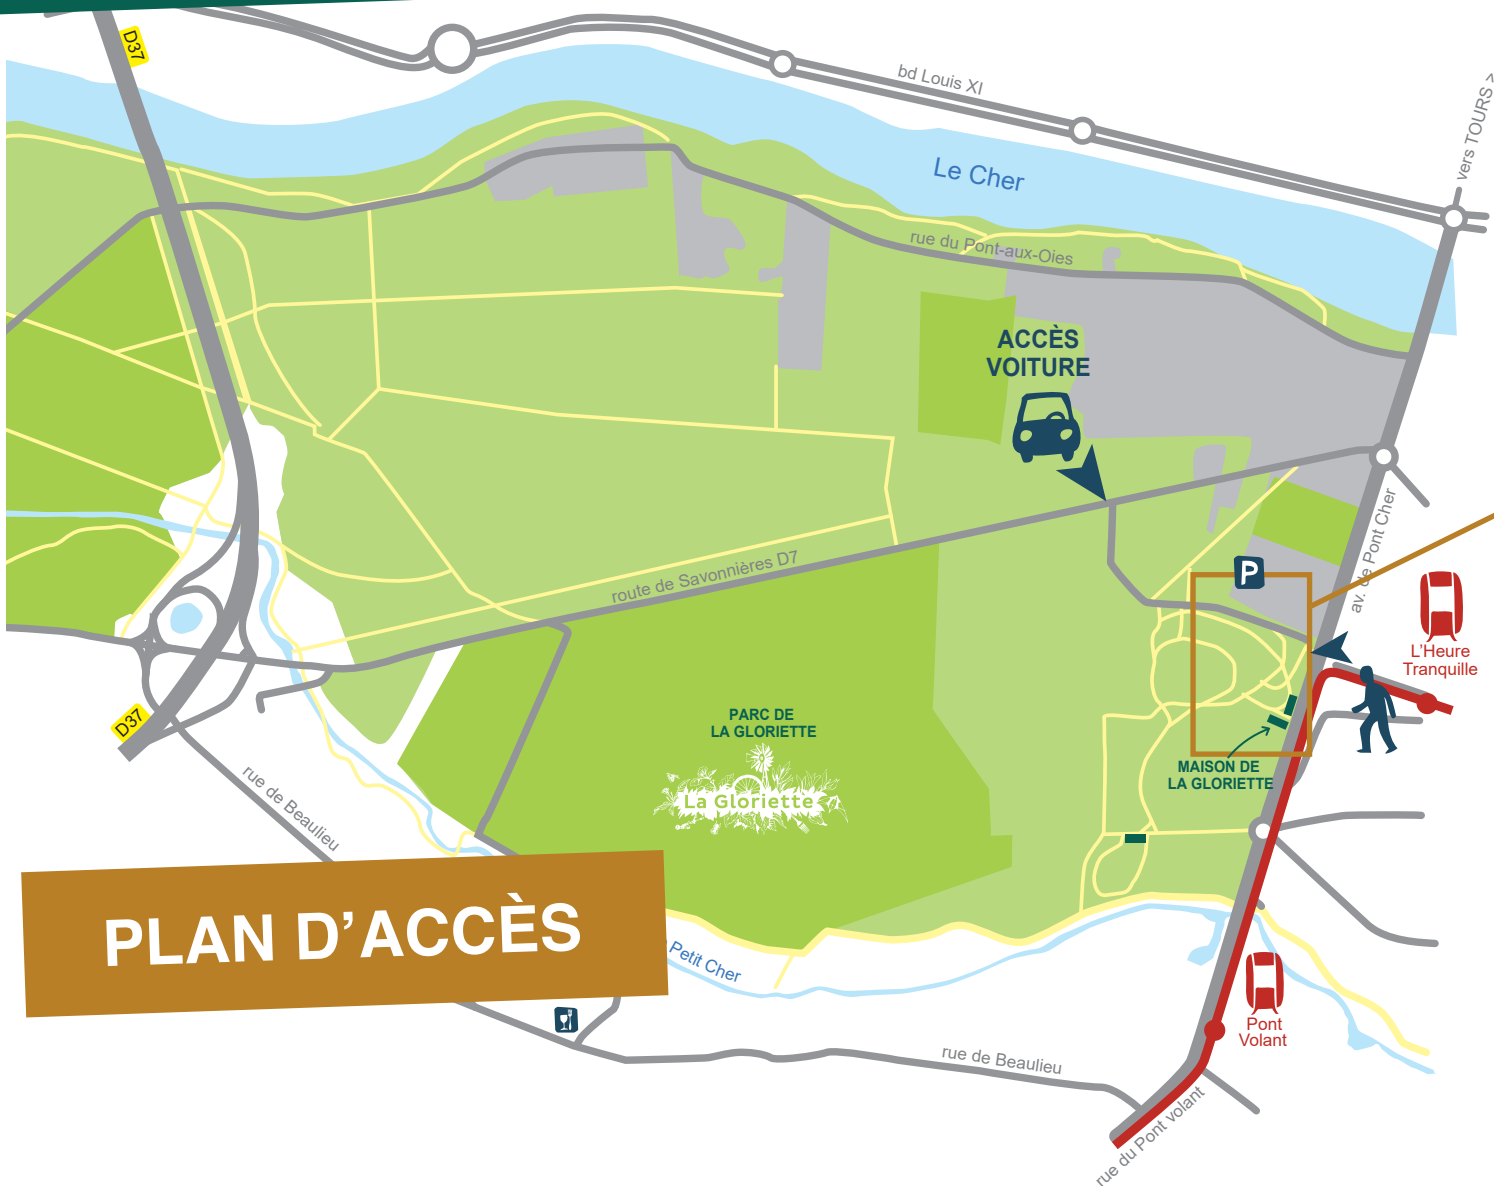 D37
bd Louis XI
vers TOURS >
Le Cher
rue du Pont-aux-Oies
ACCÈS
VOITURE
route de Savonnières D7
av. de Pont Cher
P
L'Heure
Tranquille
D37
PARC DE
LA GLORIETTE
La Gloriette
MAISON DE
LA GLORIETTE
rue de Beaulieu
PLAN D'ACCÈS
Petit Cher
Pont
Volant
rue de Beaulieu
rue du Pont volant